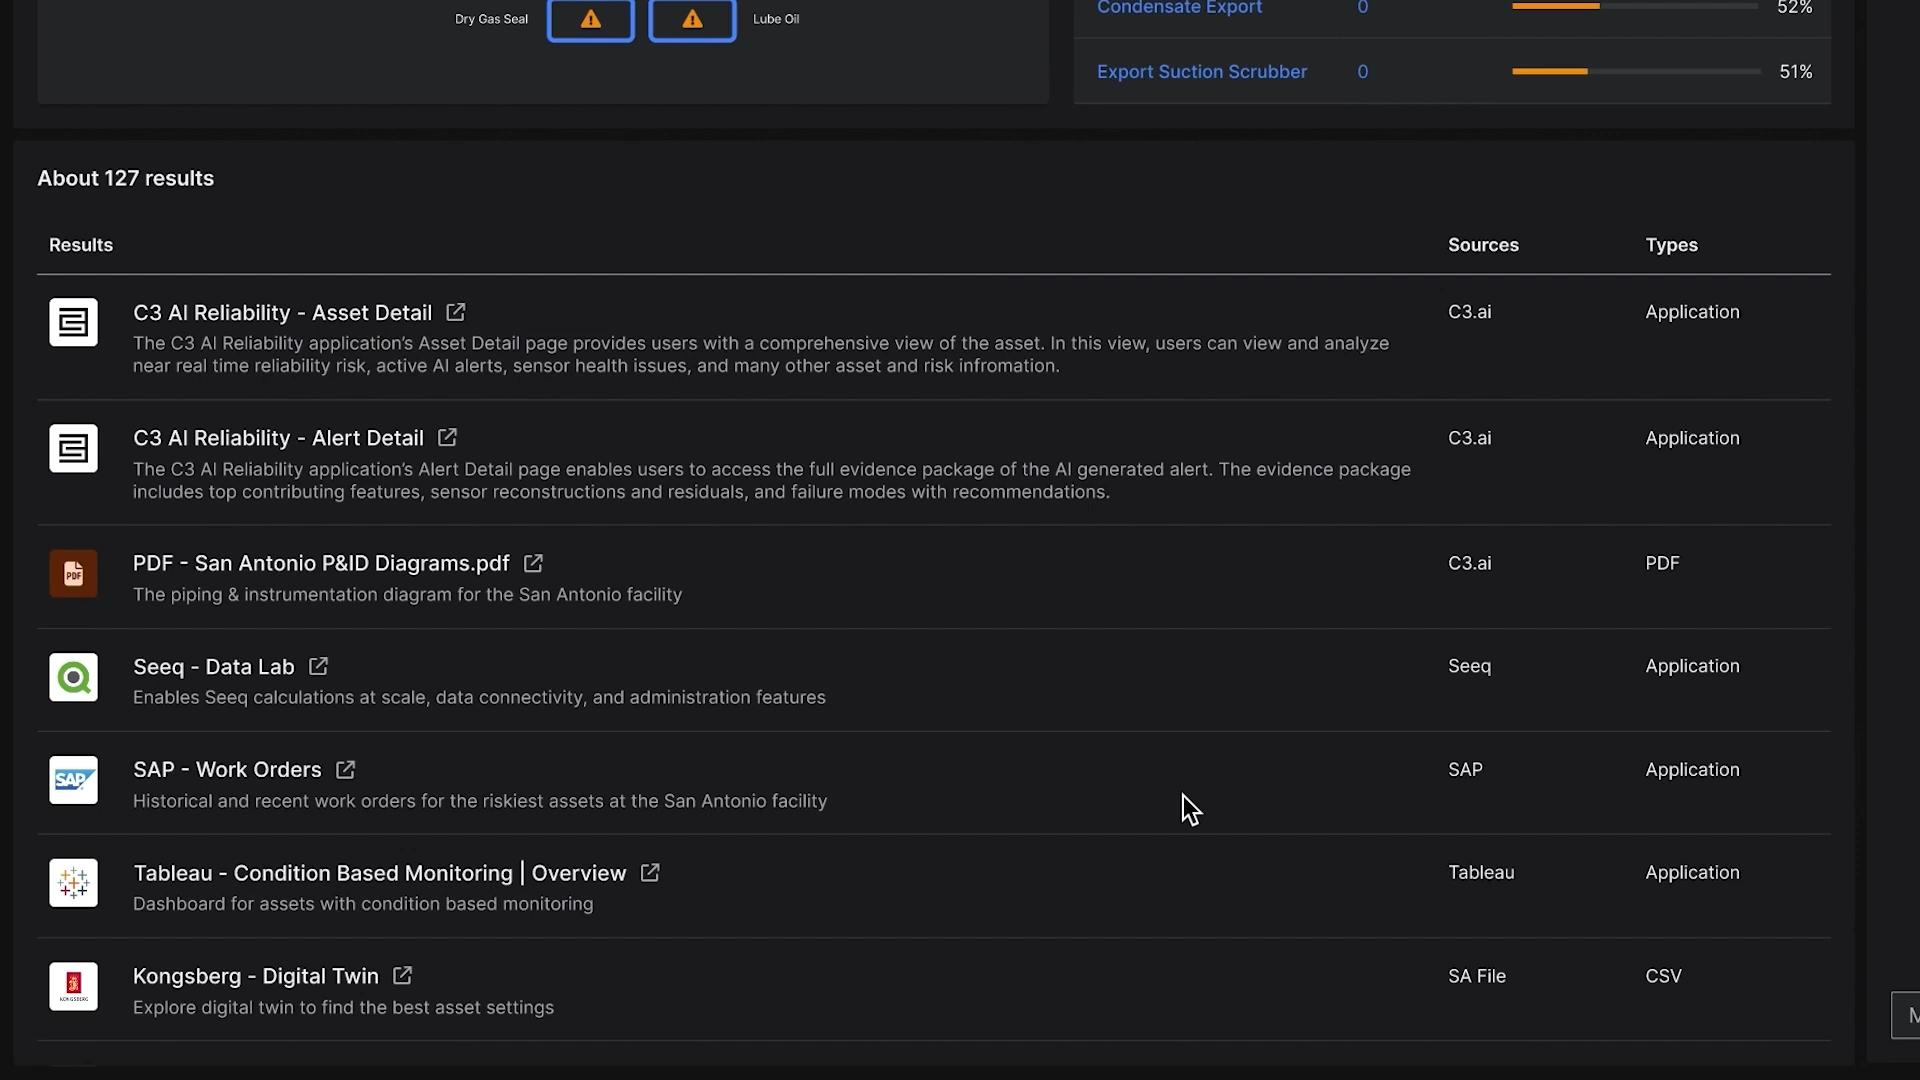 Dry Gas Seal
Lube Oil
Condensate Export 0 52%
Export Suction Scrubber 0 51%
About 127 results
Results Sources Types
C3 AI Reliability - Asset Detail C3.ai Application
The C3 AI Reliability application’s Asset Detail page provides users with a comprehensive view of the asset. In this view, users can view and analyze
near real time reliability risk, active AI alerts, sensor health issues, and many other asset and risk infromation.
C3 AI Reliability - Alert Detail C3.ai Application
The C3 AI Reliability application’s Alert Detail page enables users to access the full evidence package of the AI generated alert. The evidence package
includes top contributing features, sensor reconstructions and residuals, and failure modes with recommendations.
PDF
PDF - San Antonio P&ID Diagrams.pdf C3.ai PDF
The piping & instrumentation diagram for the San Antonio facility
Seeq - Data Lab Seeq Application
Enables Seeq calculations at scale, data connectivity, and administration features
SAP
SAP - Work Orders SAP Application
Historical and recent work orders for the riskiest assets at the San Antonio facility
Tableau - Condition Based Monitoring | Overview Tableau Application
Dashboard for assets with condition based monitoring
KONGSBERG
Kongsberg - Digital Twin SA File CSV
Explore digital twin to find the best asset settings